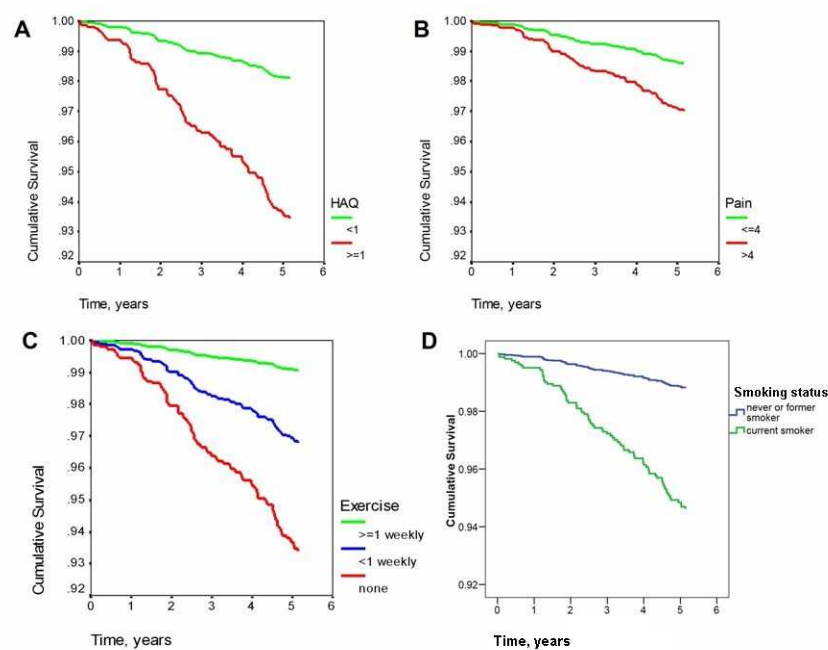 A
1.00
.99
.98
.97
.96
.95
.94
.93
.92
Cumulative Survival
0 1 2 3 4 5 6
Time, years
HAQ
<1
>=1
B
1.00
.99
.98
.97
.96
.95
.94
.93
.92
Cumulative Survival
0 1 2 3 4 5 6
Time, years
Pain
<=4
>4
C
1.00
.99
.98
.97
.96
.95
.94
.93
.92
Cumulative Survival
0 1 2 3 4 5 6
Time, years
Exercise
>=1 weekly
<1 weekly
none
D
1.00
0.98
0.96
0.94
0.92
Cumulative Survival
0 1 2 3 4 5 6
Time, years
Smoking status
never or former
smoker
current smoker